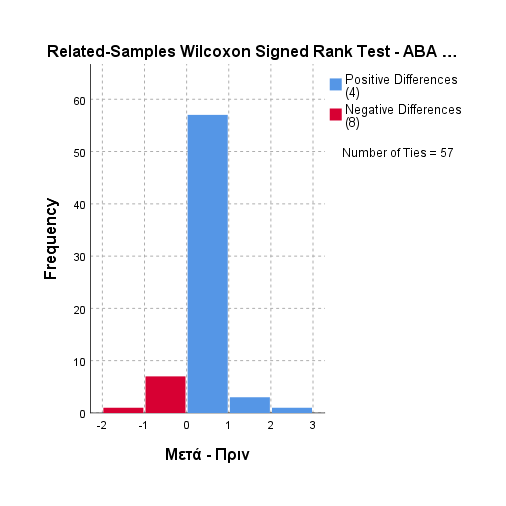 Related-Samples Wilcoxon Signed Rank Test - ABA ...
Positive Differences
(4)
Negative Differences
(8)
Number of Ties = 57
Frequency
60
50
40
30
20
10
0
-2 -1 0 1 2 3
Μετά - Πριν